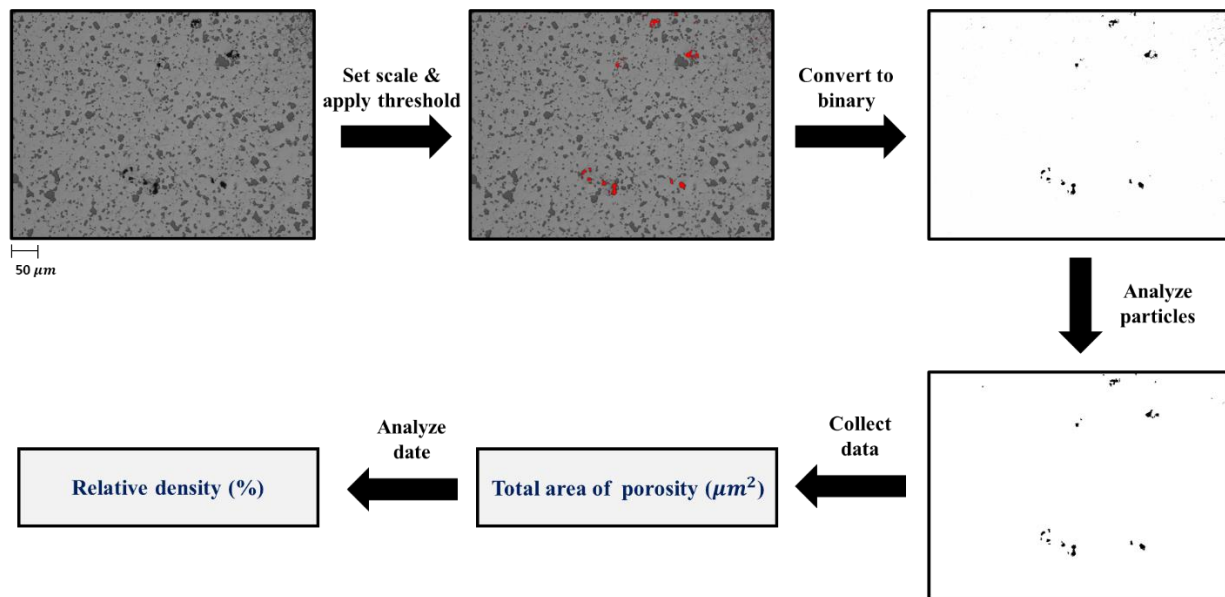 Set scale &
apply threshold
Convert to
binary
50 μm
Analyze
particles
Collect
data
Total area of porosity (μm²)
Analyze
date
Relative density (%)